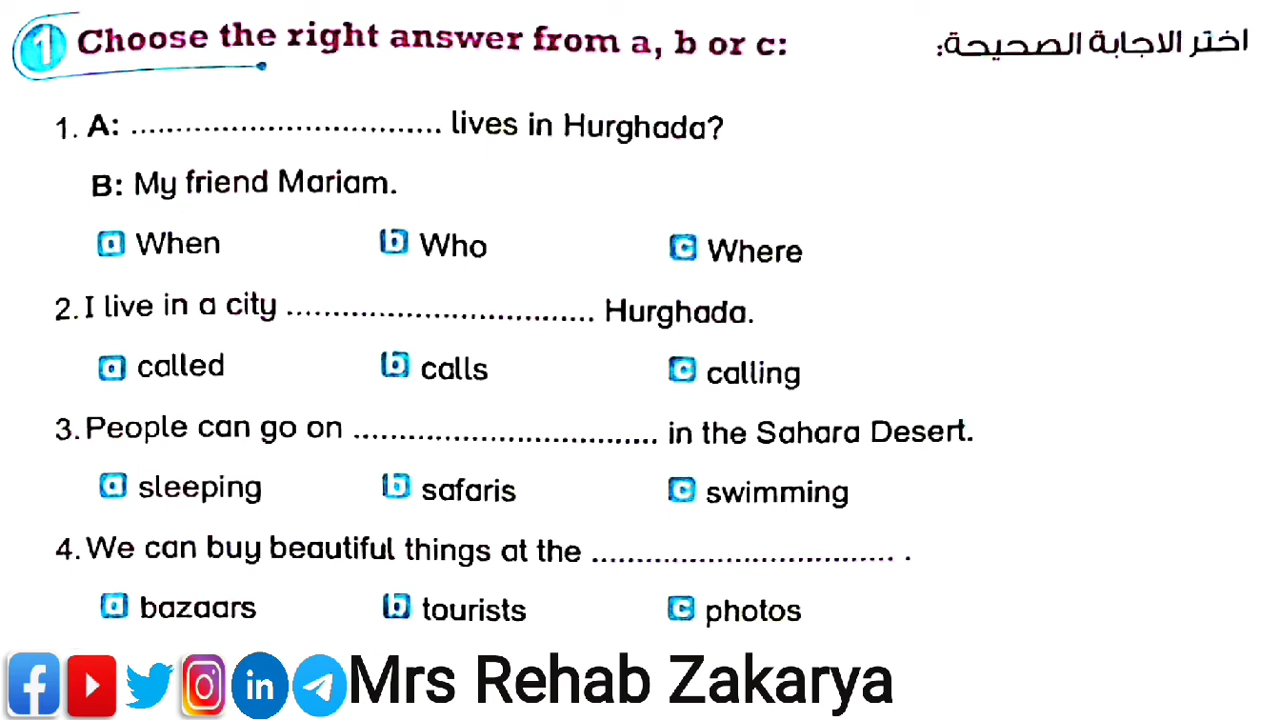 1 Choose the right answer from a, b or c: اختر الاجابة الصحيحة:
1. A: .................................. lives in Hurghada?
B: My friend Mariam.
a When b Who c Where
2. I live in a city .................................. Hurghada.
a called b calls c calling
3. People can go on .................................. in the Sahara Desert.
a sleeping b safaris c swimming
4. We can buy beautiful things at the .................................. .
a bazaars b tourists c photos
Mrs Rehab Zakarya